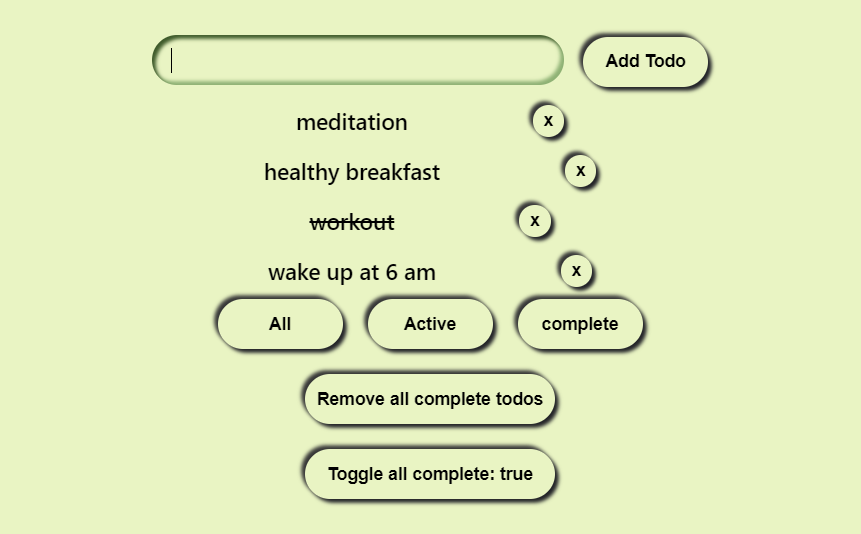 Add Todo
meditation x
healthy breakfast x
workout x
wake up at 6 am x
All Active complete
Remove all complete todos
Toggle all complete: true